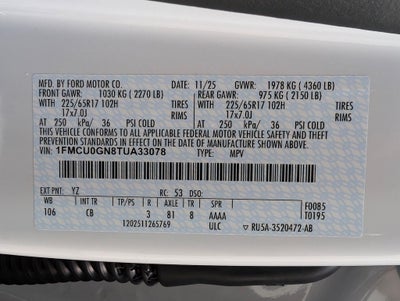 MFD. BY FORD MOTOR CO. 11/25 GVWR: 1978 KG ( 4360 LB)
FRONT GAWR: 1030 KG ( 2270 LB) REAR GAWR: 975 KG ( 2150 LB)
WITH WITH
225/65R17 102H TIRES 225/65R17 102H TIRES
17x7.0J RIMS 17x7.0J RIMS
AT 250 kPa/ 36 PSI COLD AT 250 kPa/ 36 PSI COLD
THIS VEHICLE CONFORMS TO ALL APPLICABLE FEDERAL MOTOR VEHICLE SAFETY, BUMPER, AND THEFT
PREVENTION STANDARDS IN EFFECT ON THE DATE OF MANUFACTURE SHOWN ABOVE.
VIN: 1FMCU0GN8TUA33078 TYPE: MPV
EXT PNT: YZ RC: 53 DSO:
WB INT TR TP/PS R AXLE TR SPR F0085
106 CB 3 81 8 AAAA T0195
1202511265769 ULC RU5A-3520472-AB